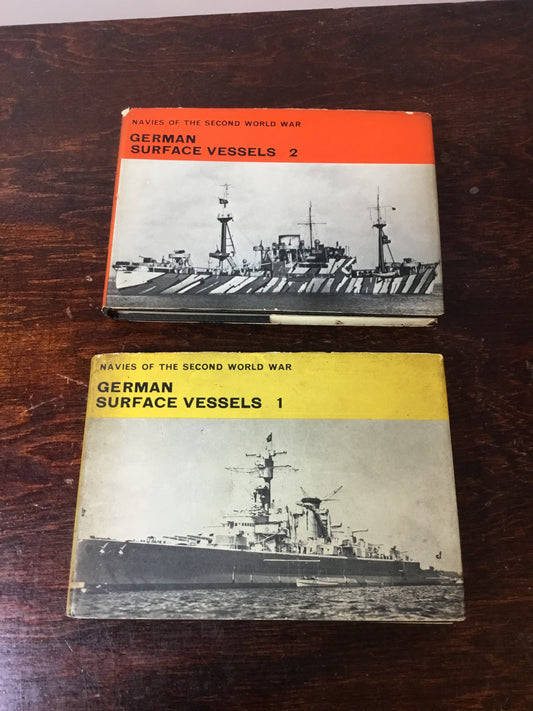 NAVIES OF THE SECOND WORLD WAR
GERMAN
SURFACE VESSELS 2
NAVIES OF THE SECOND WORLD WAR
GERMAN
SURFACE VESSELS 1